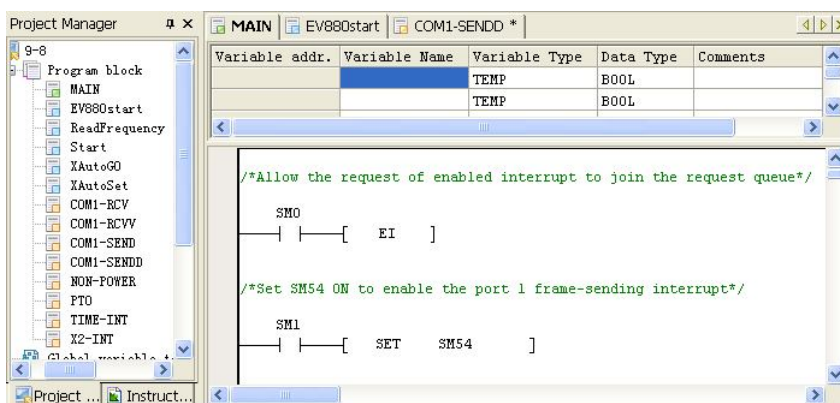 Project Manager
MAIN
EV880start
COM1-SENDD *
9-8
Program block
MAIN
EV880start
ReadFrequency
Start
XAutoGO
XAutoSet
COM1-RCV
COM1-RCVV
COM1-SEND
COM1-SENDD
NON-POWER
PTO
TIME-INT
X2-INT
Project ...
Instruct...
Variable addr. Variable Name Variable Type Data Type Comments
TEMP BOOL
TEMP BOOL
/*Allow the request of enabled interrupt to join the request queue*/
SM0
[ EI ]
/*Set SM54 ON to enable the port 1 frame-sending interrupt*/
SM1
[ SET SM54 ]